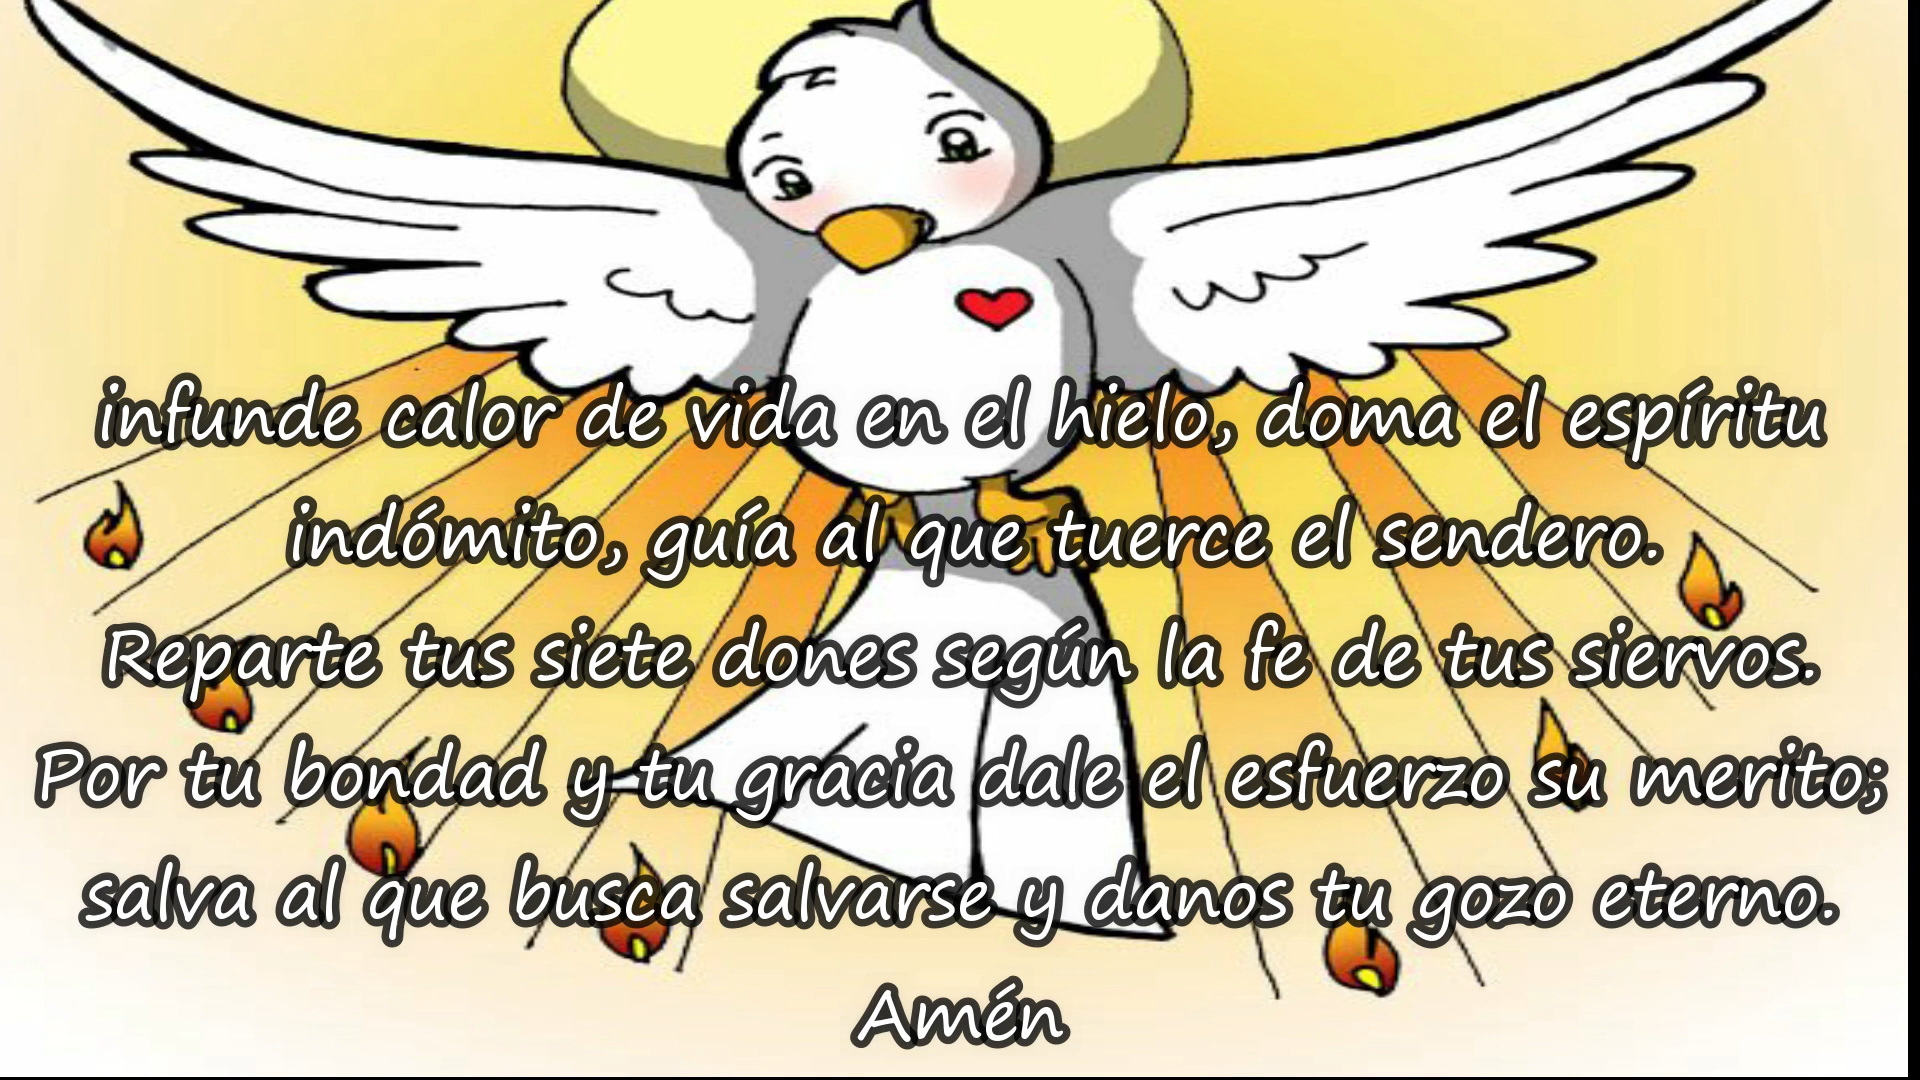 infunde calor de vida en el hielo, doma el espíritu
indómito, guía al que tuerce el sendero.
Reparte tus siete dones según la fe de tus siervos.
Por tu bondad y tu gracia dale el esfuerzo su merito;
salva al que busca salvarse y danos tu gozo eterno.
Amén